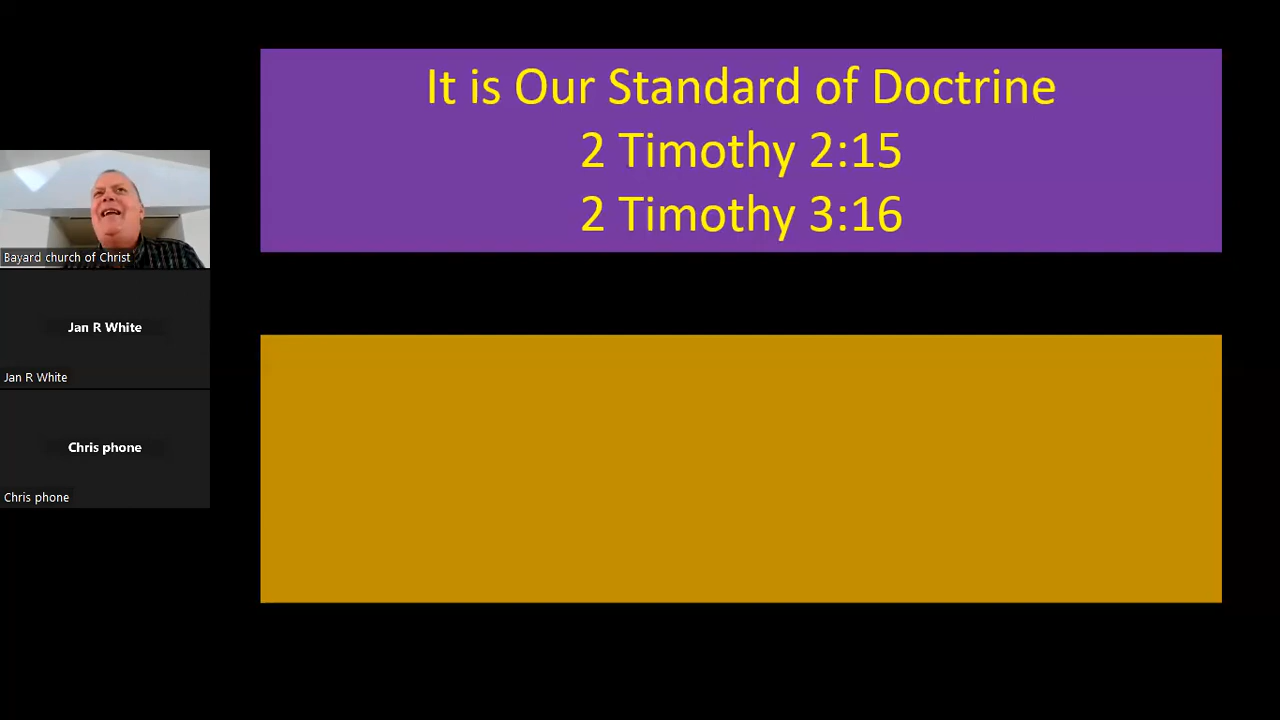 It is Our Standard of Doctrine
2 Timothy 2:15
2 Timothy 3:16
Bayard church of Christ
Jan R White
Jan R White
Chris phone
Chris phone